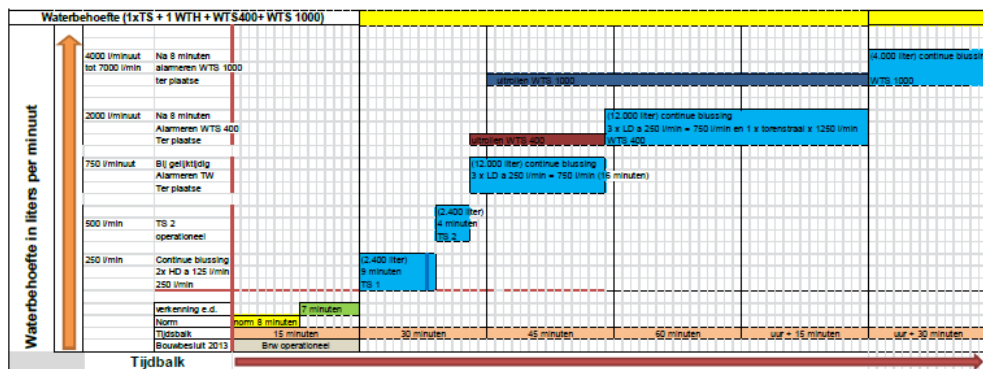 Waterbehoefte (1xTS + 1 WTH + WTS400+ WTS 1000)
Waterbehoefte in liters per minuut
4000 l/minuut Na 8 minuten (4.000 liter) continue blussing
tot 7000 l/min alarmeren WTS 1000
ter plaatse uitrollen WTS 1000 WTS 1000
2000 l/minuut Na 8 minuten (12.000 liter) continue blussing
Alarmeren WTS 400 3 x LD a 250 l/min = 750 l/min en 1 x torenstraal x 1250 l/min
Ter plaatse uitrollen WTS 400 WTS 400
750 l/minuut Bij gelijktijdig (12.000 liter) continue blussing
Alarmeren TW 3 x LD a 250 l/min = 750 l/min (16 minuten)
Ter plaatse
(2.400 liter)
500 l/min TS 2 4 minuten
operationeel TS 2
250 l/min Continue blussing (2.400 liter)
2x HD a 125 l/min 9 minuten
250 l/min TS 1
verkenning e.d. 7 minuten
Norm norm 8 minuten
Tijdsbalk 15 minuten 30 minuten 45 minuten 60 minuten uur + 15 minuten uur + 30 minuten
Bouwbesluit 2013 Brw operationeel
Tijdbalk